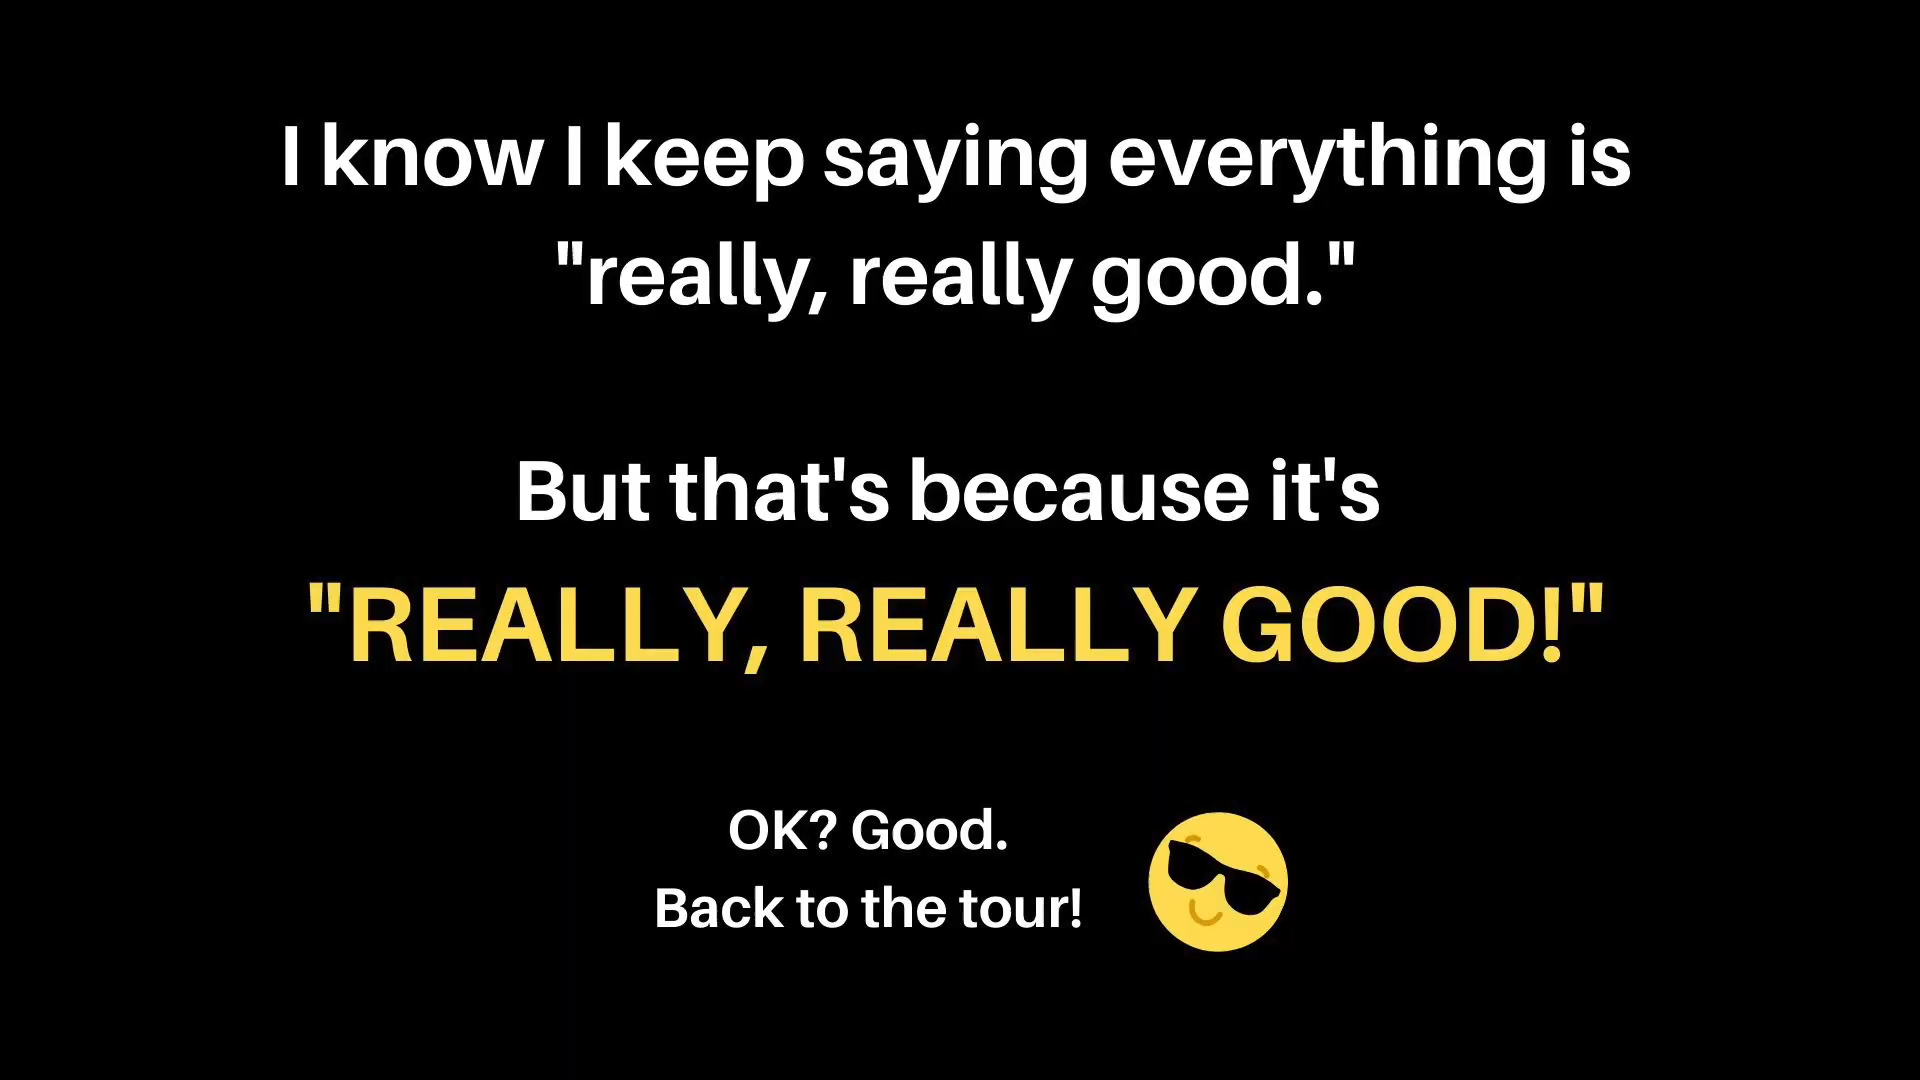 I know I keep saying everything is
"really, really good."
But that's because it's
"REALLY, REALLY GOOD!"
OK? Good.
Back to the tour!